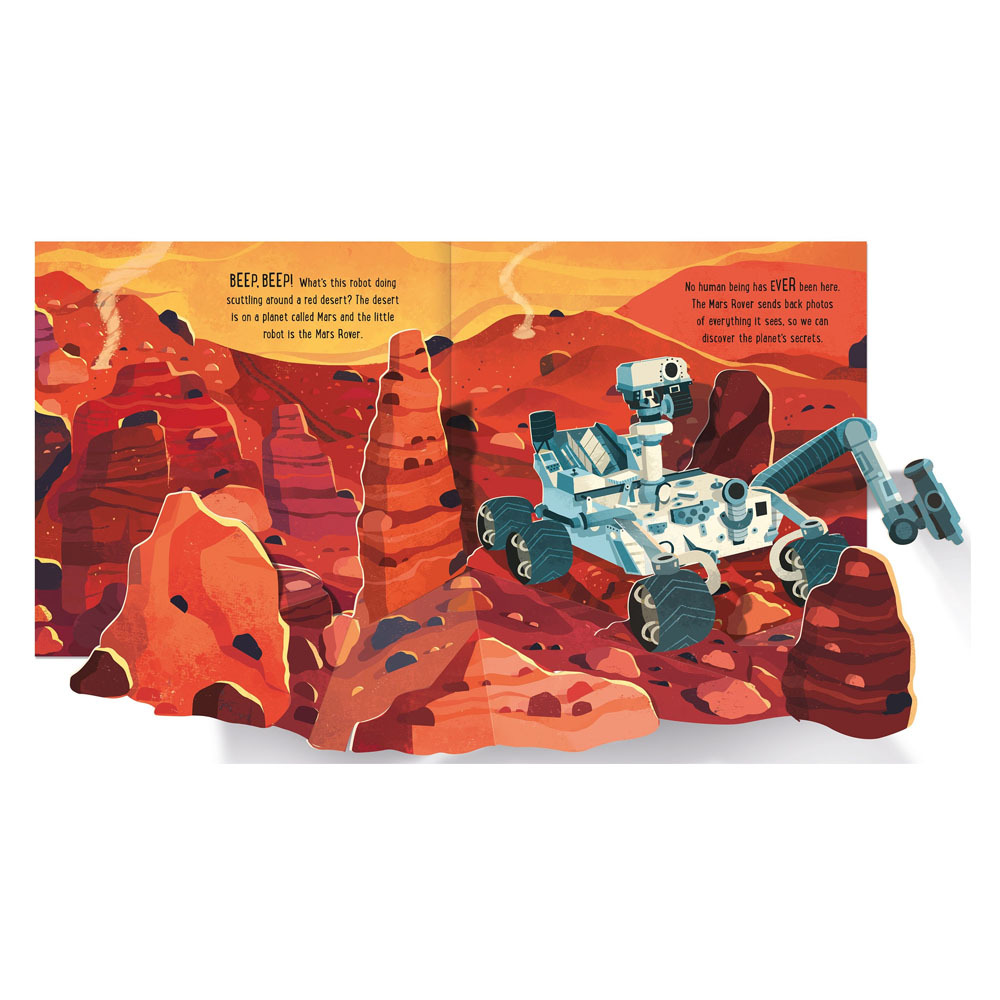 BEEP, BEEP! What's this robot doing
scuttling around a red desert? The desert
is on a planet called Mars and the little
robot is the Mars Rover.
No human being has EVER been here.
The Mars Rover sends back photos
of everything it sees, so we can
discover the planet's secrets.